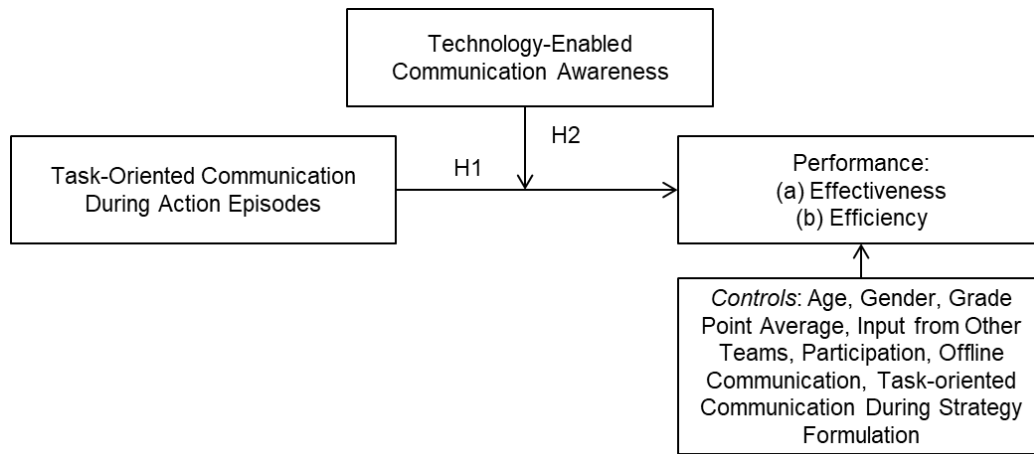 Technology-Enabled
Communication Awareness
H2
Task-Oriented Communication
During Action Episodes
H1
Performance:
(a) Effectiveness
(b) Efficiency
Controls: Age, Gender, Grade
Point Average, Input from Other
Teams, Participation, Offline
Communication, Task-oriented
Communication During Strategy
Formulation